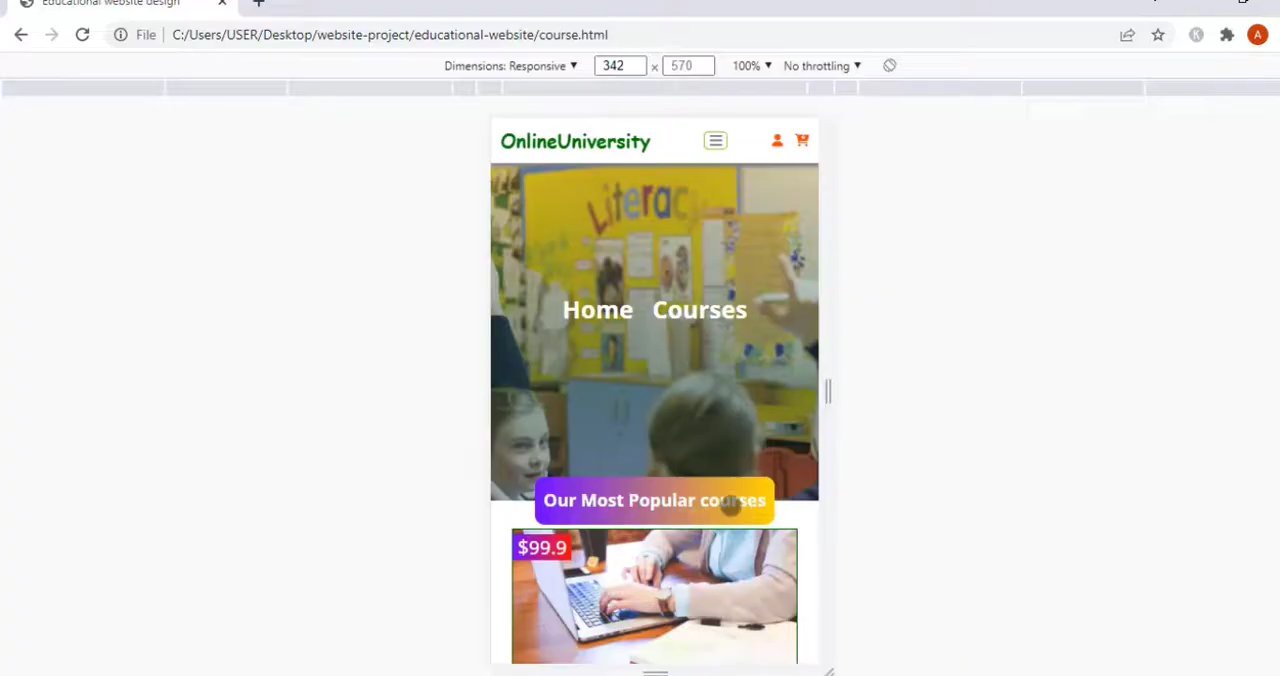 Educational website design
File C:/Users/USER/Desktop/website-project/educational-website/course.html
K
A
Dimensions: Responsive 342 × 570 100% No throttling
OnlineUniversity
Literacy
Home Courses
Our Most Popular courses
$99.9